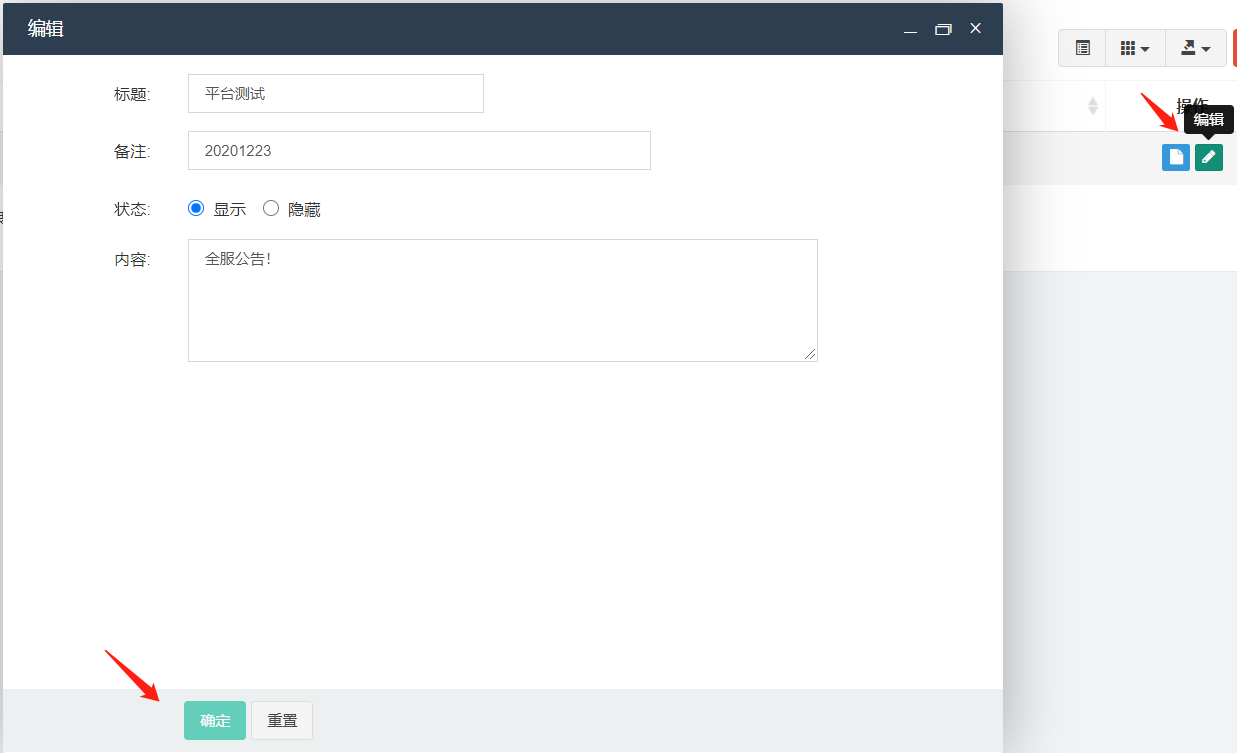 编辑
标题: 平台测试
备注: 20201223
状态: 显示 隐藏
内容: 全服公告!
确定 重置
操作
编辑